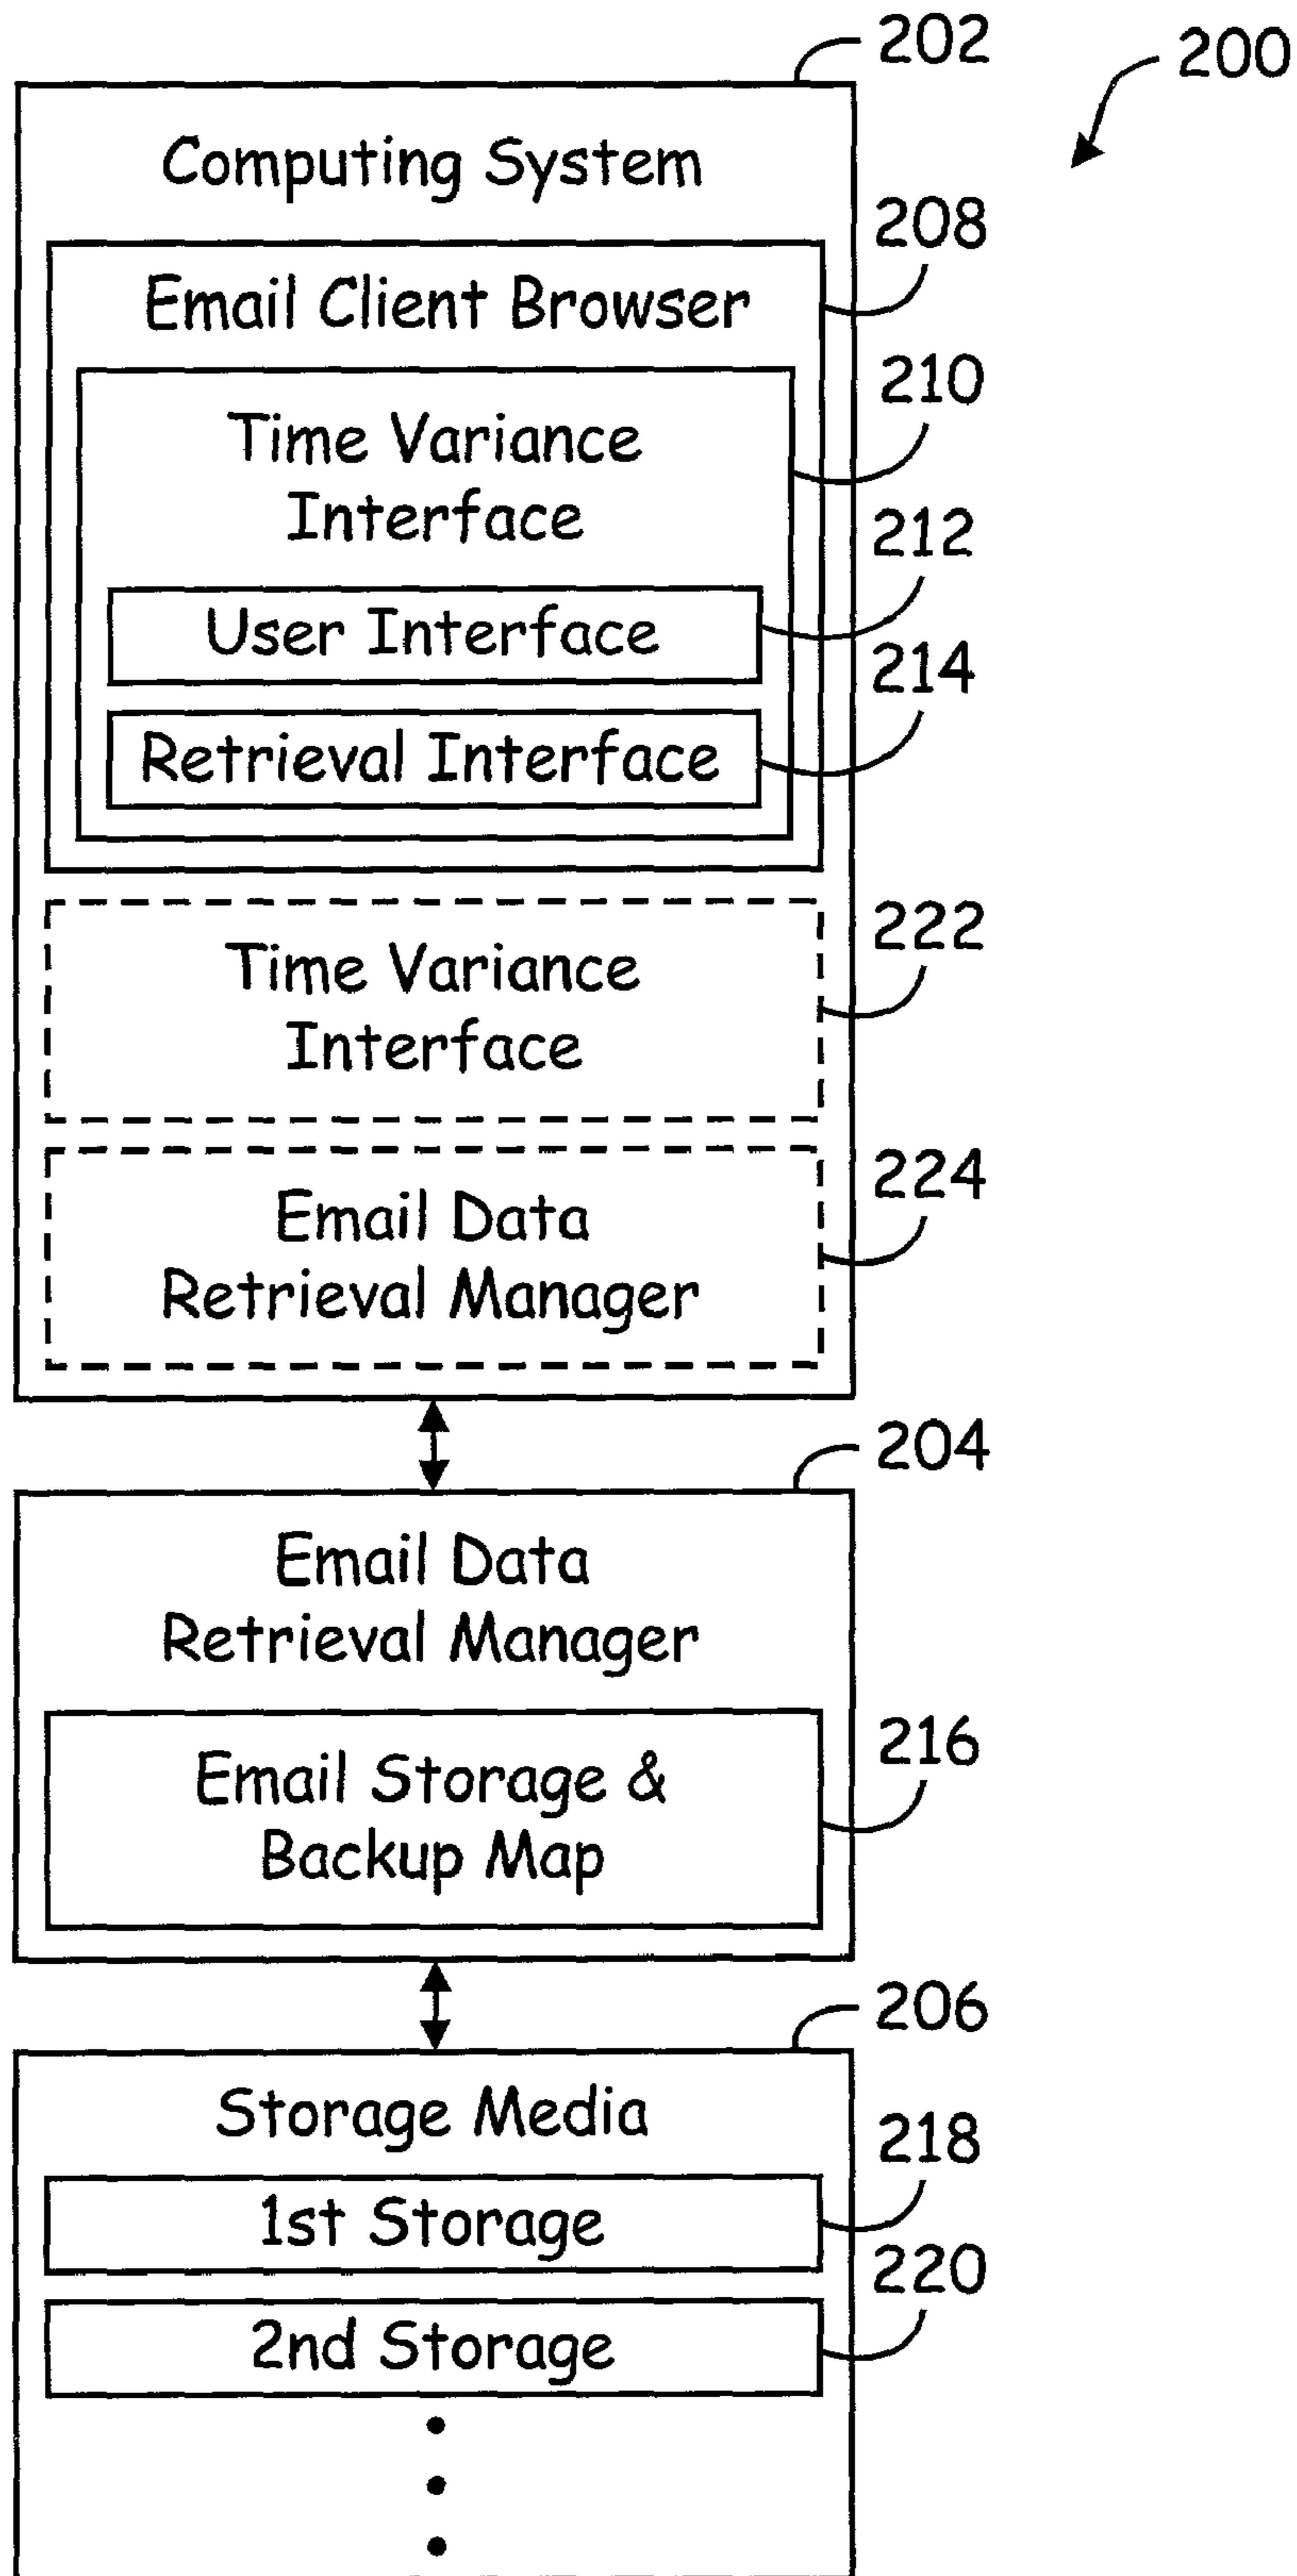 202
200
Computing System
208
Email Client Browser
210
Time Variance
Interface
212
User Interface
214
Retrieval Interface
222
Time Variance
Interface
224
Email Data
Retrieval Manager
204
Email Data
Retrieval Manager
216
Email Storage &
Backup Map
206
Storage Media
218
1st Storage
220
2nd Storage